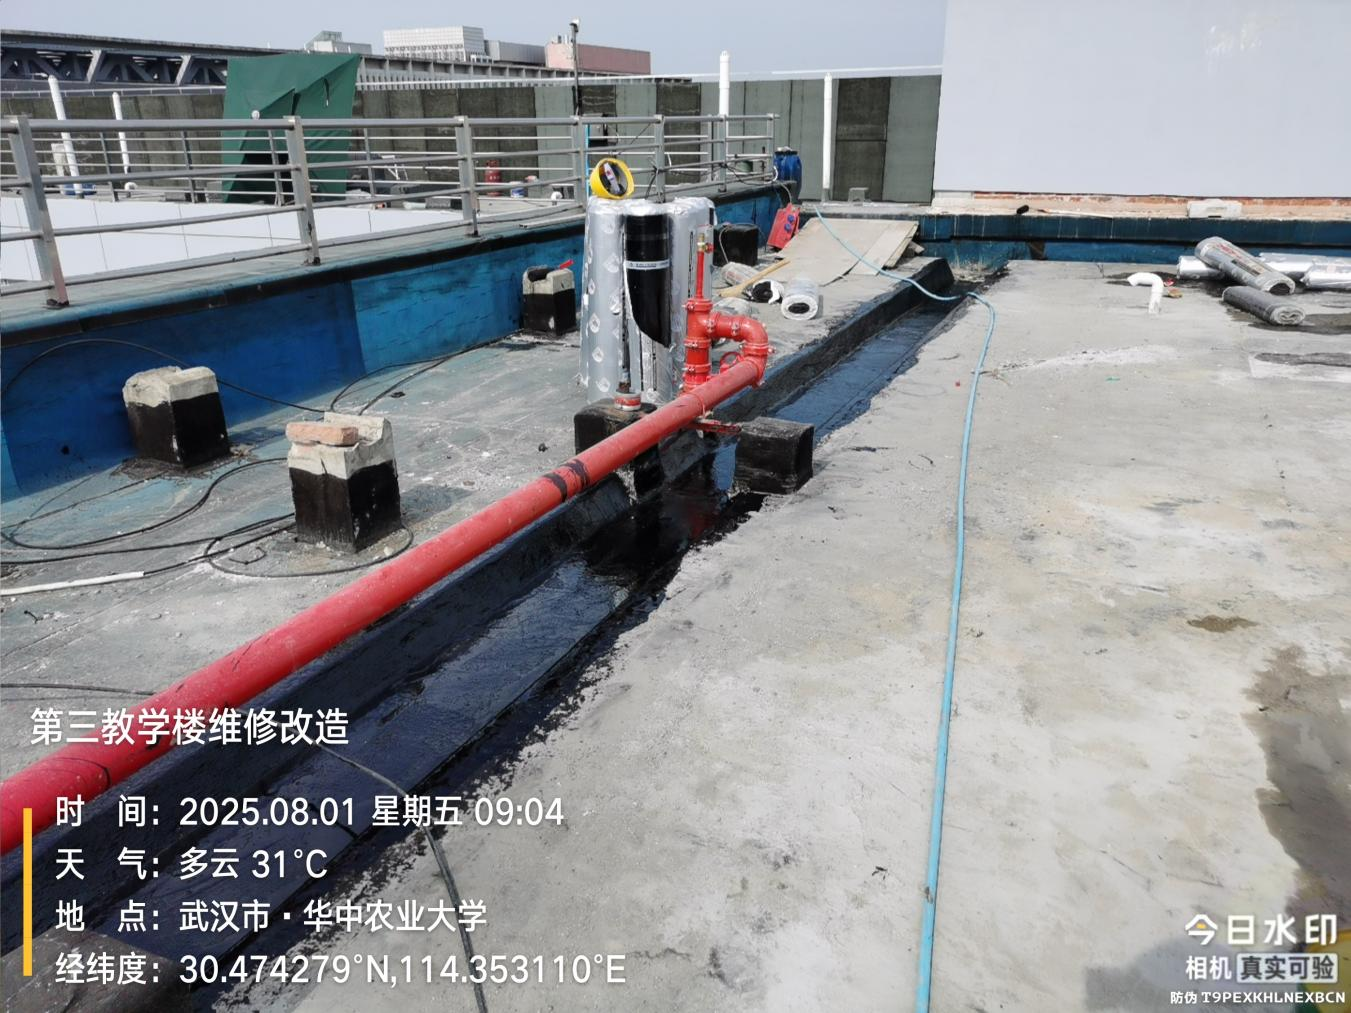 第三教学楼维修改造
时 间：2025.08.01 星期五 09:04
天 气：多云 31°C
地 点：武汉市·华中农业大学
经纬度：30.474279°N,114.353110°E
今日水印
相机 真实可验
防伪 T9PEXKHLNEXBCN